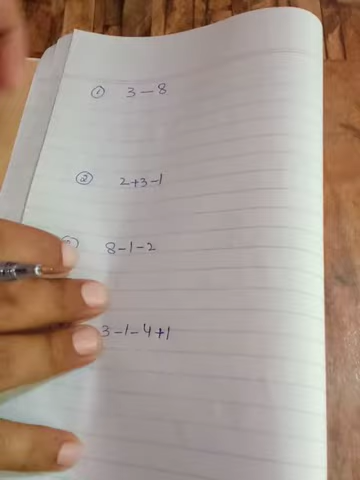 ① 3 - 8
② 2+3-1
8-1-2
3-1-4+1